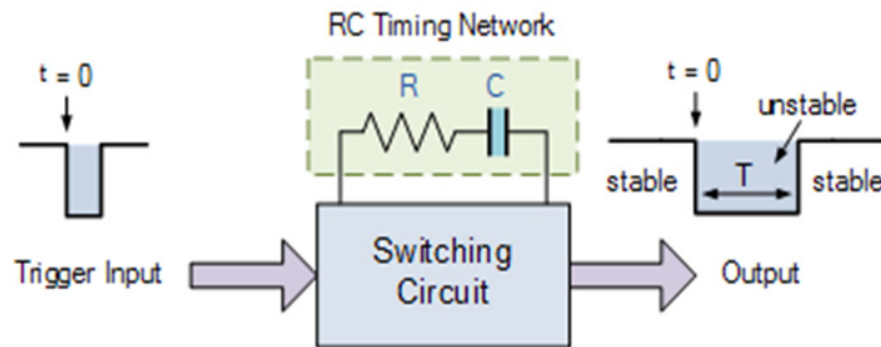 RC Timing Network
t = 0
R
C
t = 0
unstable
stable
T
stable
Trigger Input
Switching
Circuit
Output